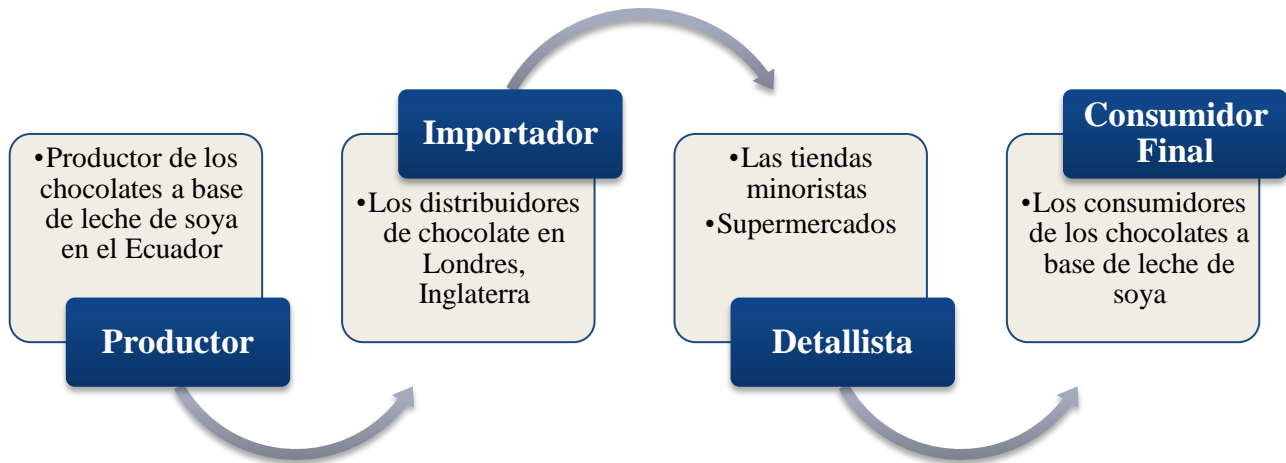 •Productor de los
chocolates a base
de leche de soya
en el Ecuador
Productor
Importador
•Los distribuidores
de chocolate en
Londres,
Inglaterra
•Las tiendas
minoristas
•Supermercados
Detallista
Consumidor
Final
•Los consumidores
de los chocolates a
base de leche de
soya